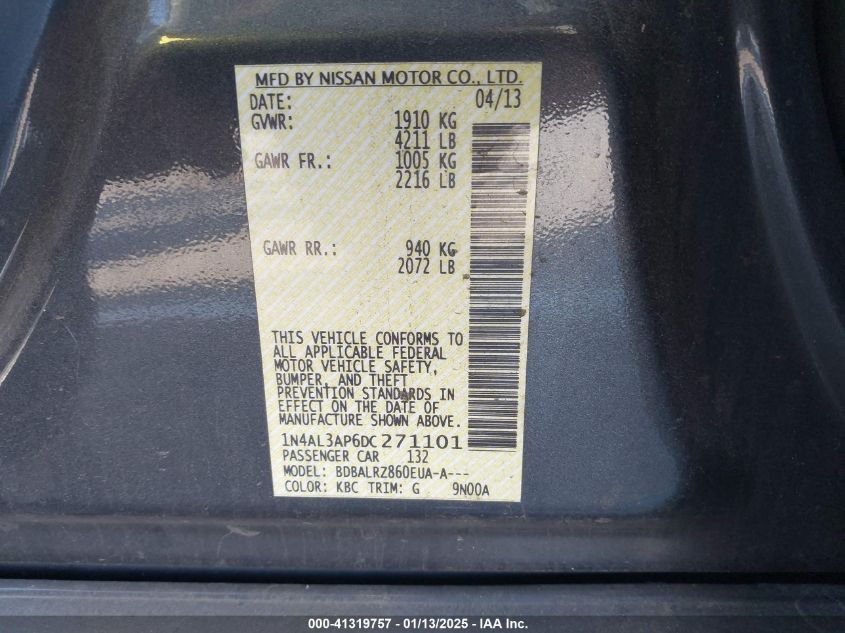 MFD BY NISSAN MOTOR CO., LTD.
DATE: 04/13
GVWR: 1910 KG
4211 LB
GAWR FR.: 1005 KG
2216 LB
GAWR RR.: 940 KG
2072 LB
THIS VEHICLE CONFORMS TO
ALL APPLICABLE FEDERAL
MOTOR VEHICLE SAFETY,
BUMPER, AND THEFT
PREVENTION STANDARDS IN
EFFECT ON THE DATE OF
MANUFACTURE SHOWN ABOVE.
1N4AL3AP6DC271101
PASSENGER CAR 132
MODEL: BDBALRZ860EUA-A---
COLOR: KBC TRIM: G 9N00A
000-41319757 - 01/13/2025 - IAA Inc.